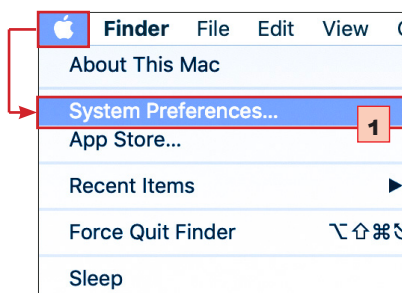 Finder File Edit View
About This Mac
System Preferences...
1
App Store...
Recent Items
Force Quit Finder ⌥⇧⌘
Sleep